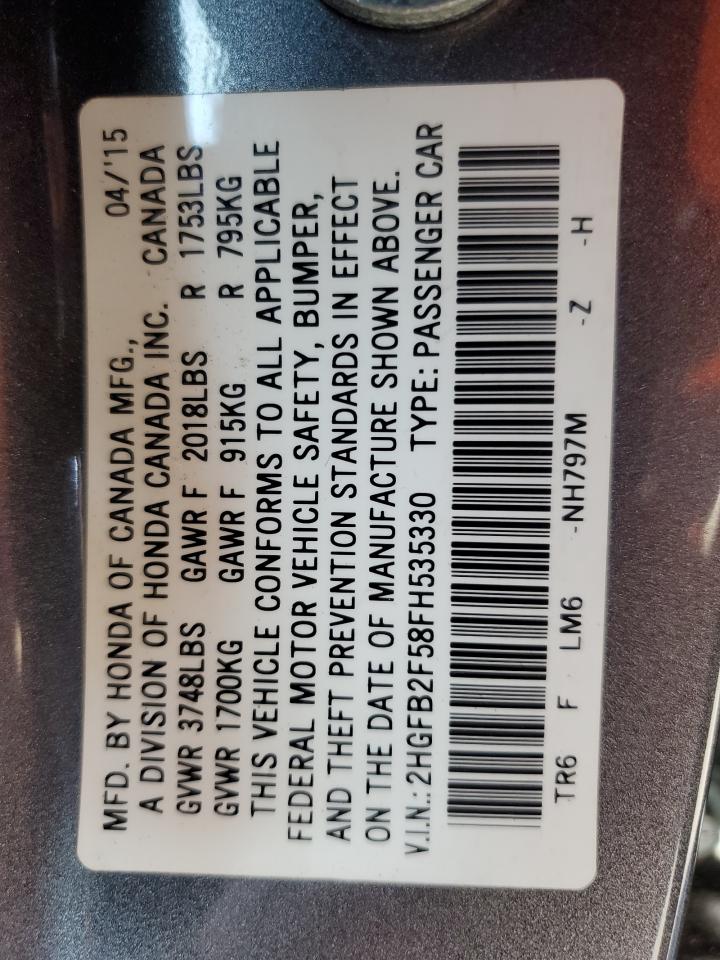 MFD. BY HONDA OF CANADA MFG., 04/'15
A DIVISION OF HONDA CANADA INC. CANADA
GVWR 3748LBS GAWR F 2018LBS R 1753LBS
GVWR 1700KG GAWR F 915KG R 795KG
THIS VEHICLE CONFORMS TO ALL APPLICABLE
FEDERAL MOTOR VEHICLE SAFETY, BUMPER,
AND THEFT PREVENTION STANDARDS IN EFFECT
ON THE DATE OF MANUFACTURE SHOWN ABOVE.
V.I.N.: 2HGFB2F58FH535330 TYPE: PASSENGER CAR
TR6 F LM6 -NH797M -Z -H